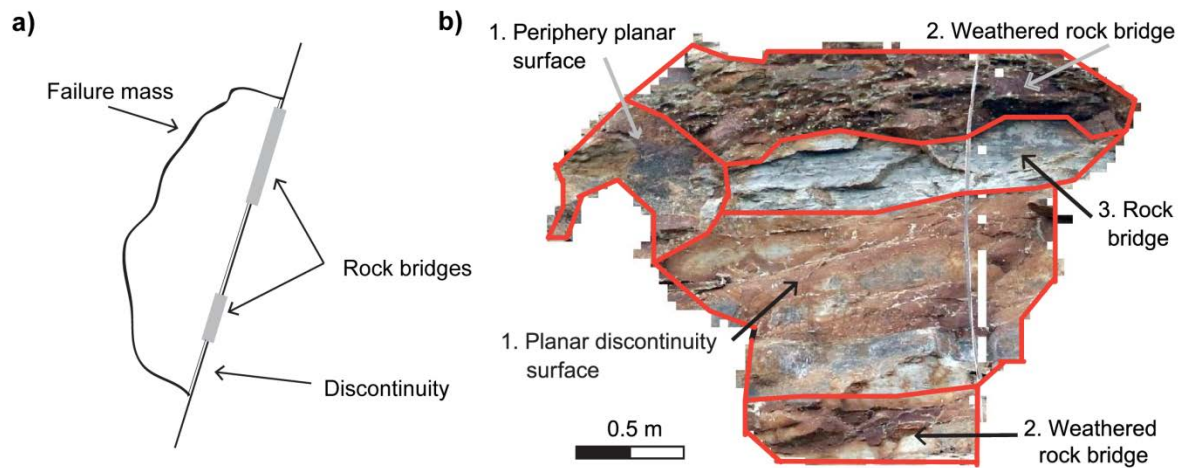 a)
Failure mass
Rock bridges
Discontinuity
b)
1. Periphery planar
surface
2. Weathered rock bridge
3. Rock
bridge
1. Planar discontinuity
surface
0.5 m
2. Weathered
rock bridge